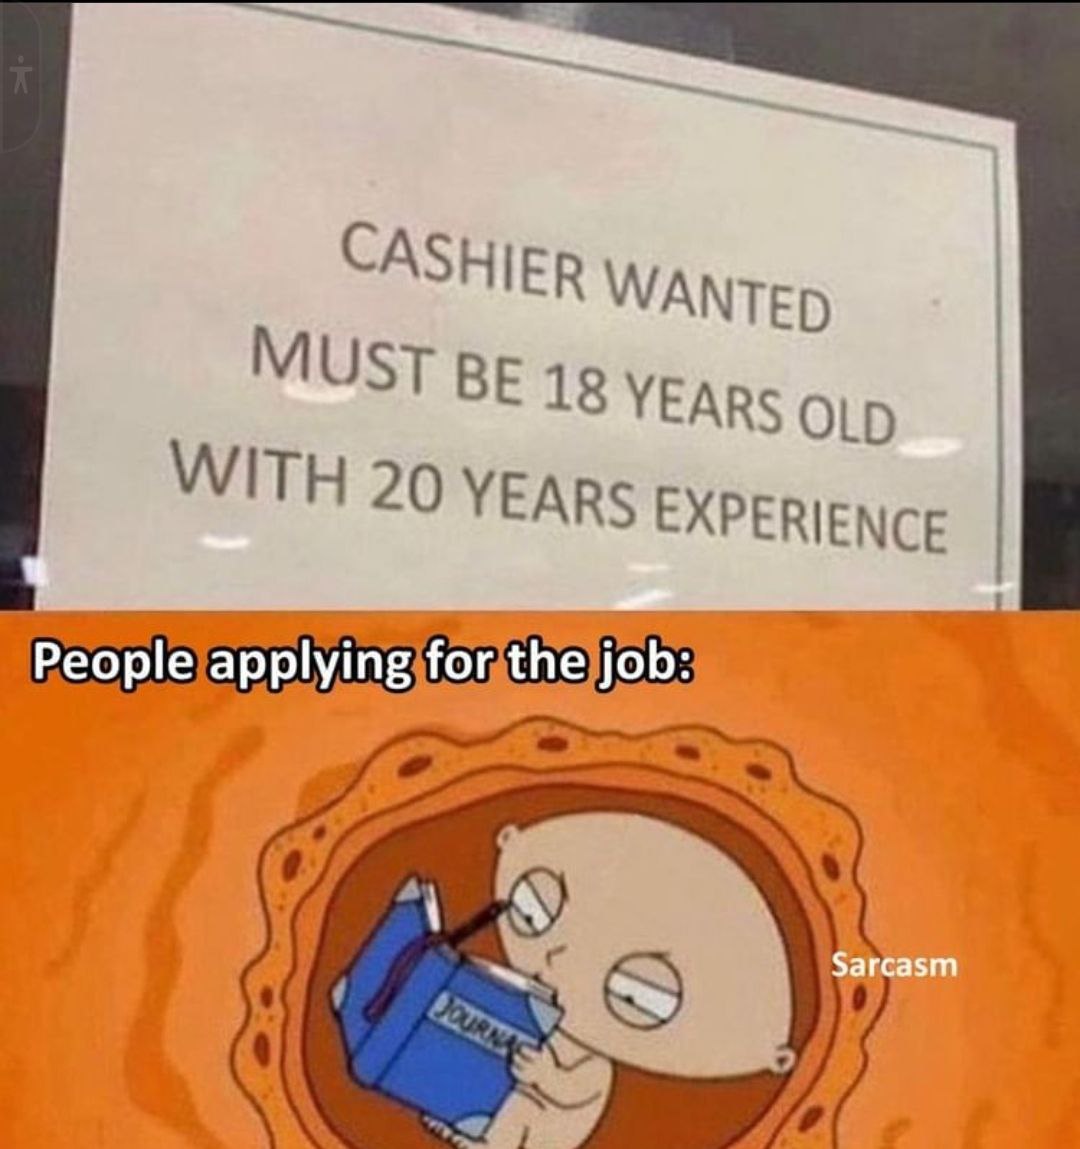 CASHIER WANTED
MUST BE 18 YEARS OLD
WITH 20 YEARS EXPERIENCE
People applying for the job:
Sarcasm
JOURNAL